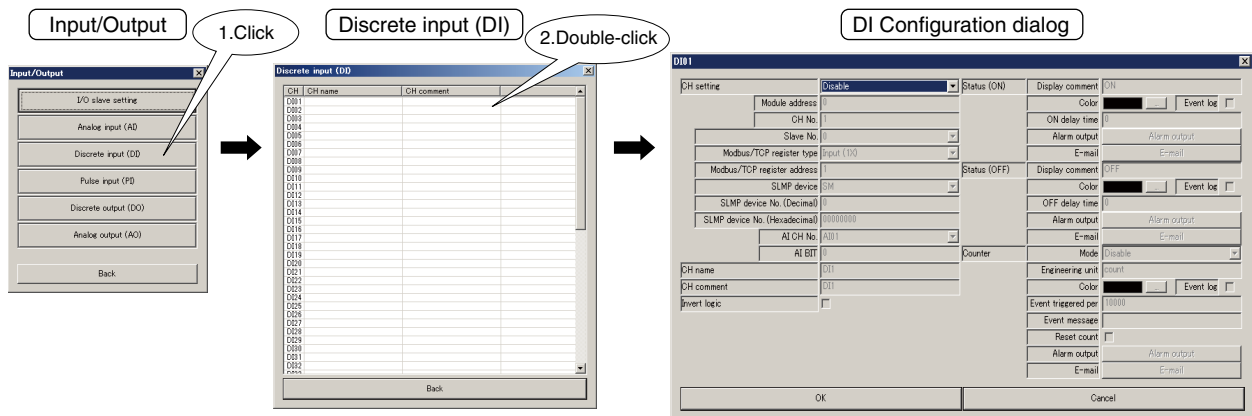 Input/Output
1.Click
Discrete input (DI)
2.Double-click
DI Configuration dialog
Input/Output
I/O slave setting
Analog input (AI)
Discrete input (DI)
Pulse input (PI)
Discrete output (DO)
Analog output (AO)
Back
Discrete input (DI)
CH CH name CH comment
DI01
DI02
DI03
DI04
DI05
DI06
DI07
DI08
DI09
DI10
DI11
DI12
DI13
DI14
DI15
DI16
DI17
DI18
DI19
DI20
DI21
DI22
DI23
DI24
DI25
DI26
DI27
DI28
DI29
DI30
DI31
DI32
Back
DI01
CH setting Disable Status (ON) Display comment ON
Module address 0 Color ... Event log
CH No. 1 ON delay time 0
Slave No. 0 Alarm output Alarm output
Modbus/TCP register type Input (1X) E-mail E-mail
Modbus/TCP register address 1 Status (OFF) Display comment OFF
SLMP device SM Color ... Event log
SLMP device No. (Decimal) 0 OFF delay time 0
SLMP device No. (Hexadecimal) 00000000 Alarm output Alarm output
AI CH No. AI01 E-mail E-mail
AI BIT 0 Counter Mode Disable
CH name DI1 Engineering unit count
CH comment DI1 Color ... Event log
Invert logic Event triggered per 10000
Event message
Reset count
Alarm output Alarm output
E-mail E-mail
OK Cancel